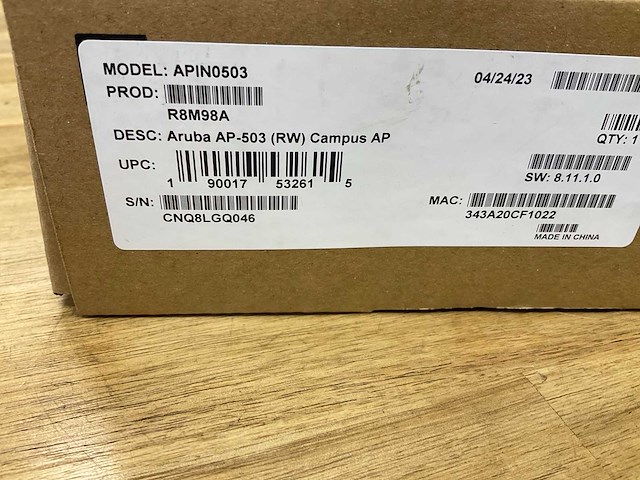 MODEL: APIN0503
04/24/23
PROD:
R8M98A
QTY: 1
DESC: Aruba AP-503 (RW) Campus AP
UPC:
1 90017 53261 5
SW: 8.11.1.0
S/N:
CNQ8LGQ046
MAC:
343A20CF1022
MADE IN CHINA